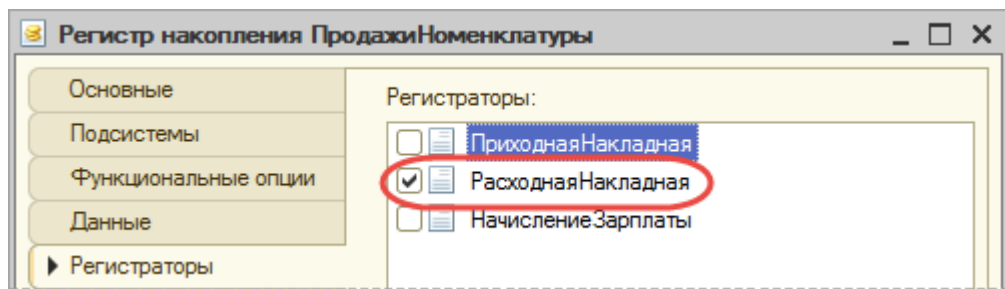 Регистр накопления ПродажиНоменклатуры
Основные
Подсистемы
Функциональные опции
Данные
Регистраторы
Регистраторы:
ПриходнаяНакладная
РасходнаяНакладная
НачислениеЗарплаты